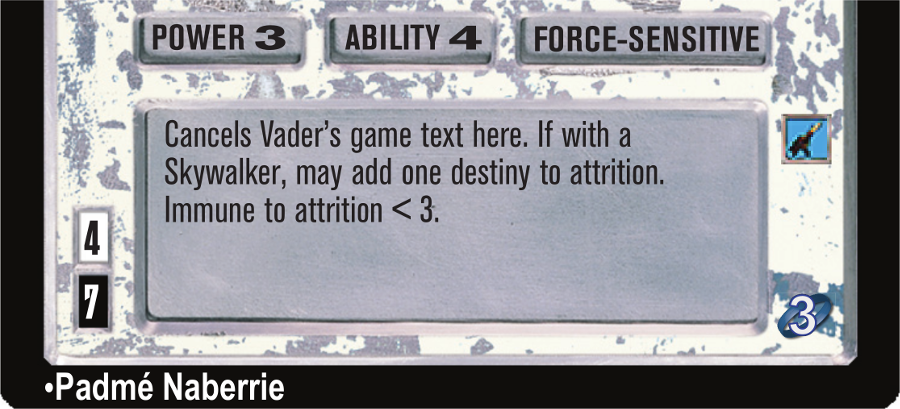 POWER 3 ABILITY 4 FORCE-SENSITIVE
Cancels Vader's game text here. If with a
Skywalker, may add one destiny to attrition.
Immune to attrition < 3.
4
7
3
•Padmé Naberrie